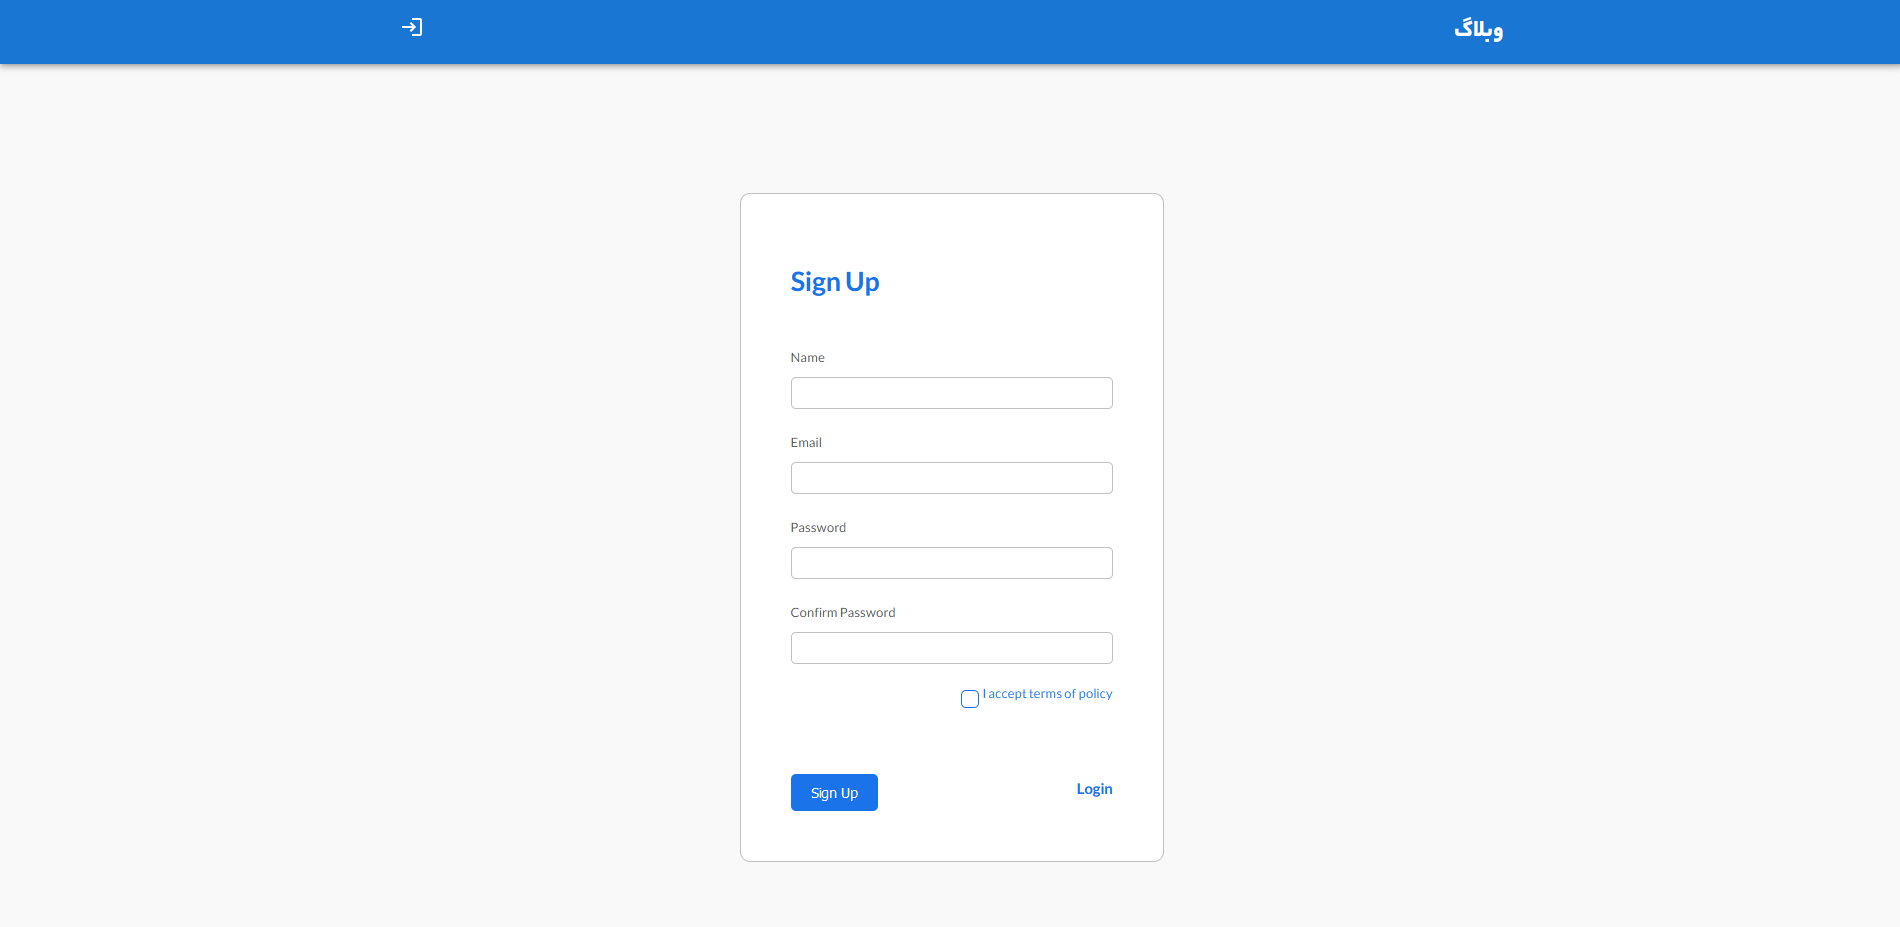 وبلاگ
Sign Up
Name
Email
Password
Confirm Password
I accept terms of policy
Sign Up
Login